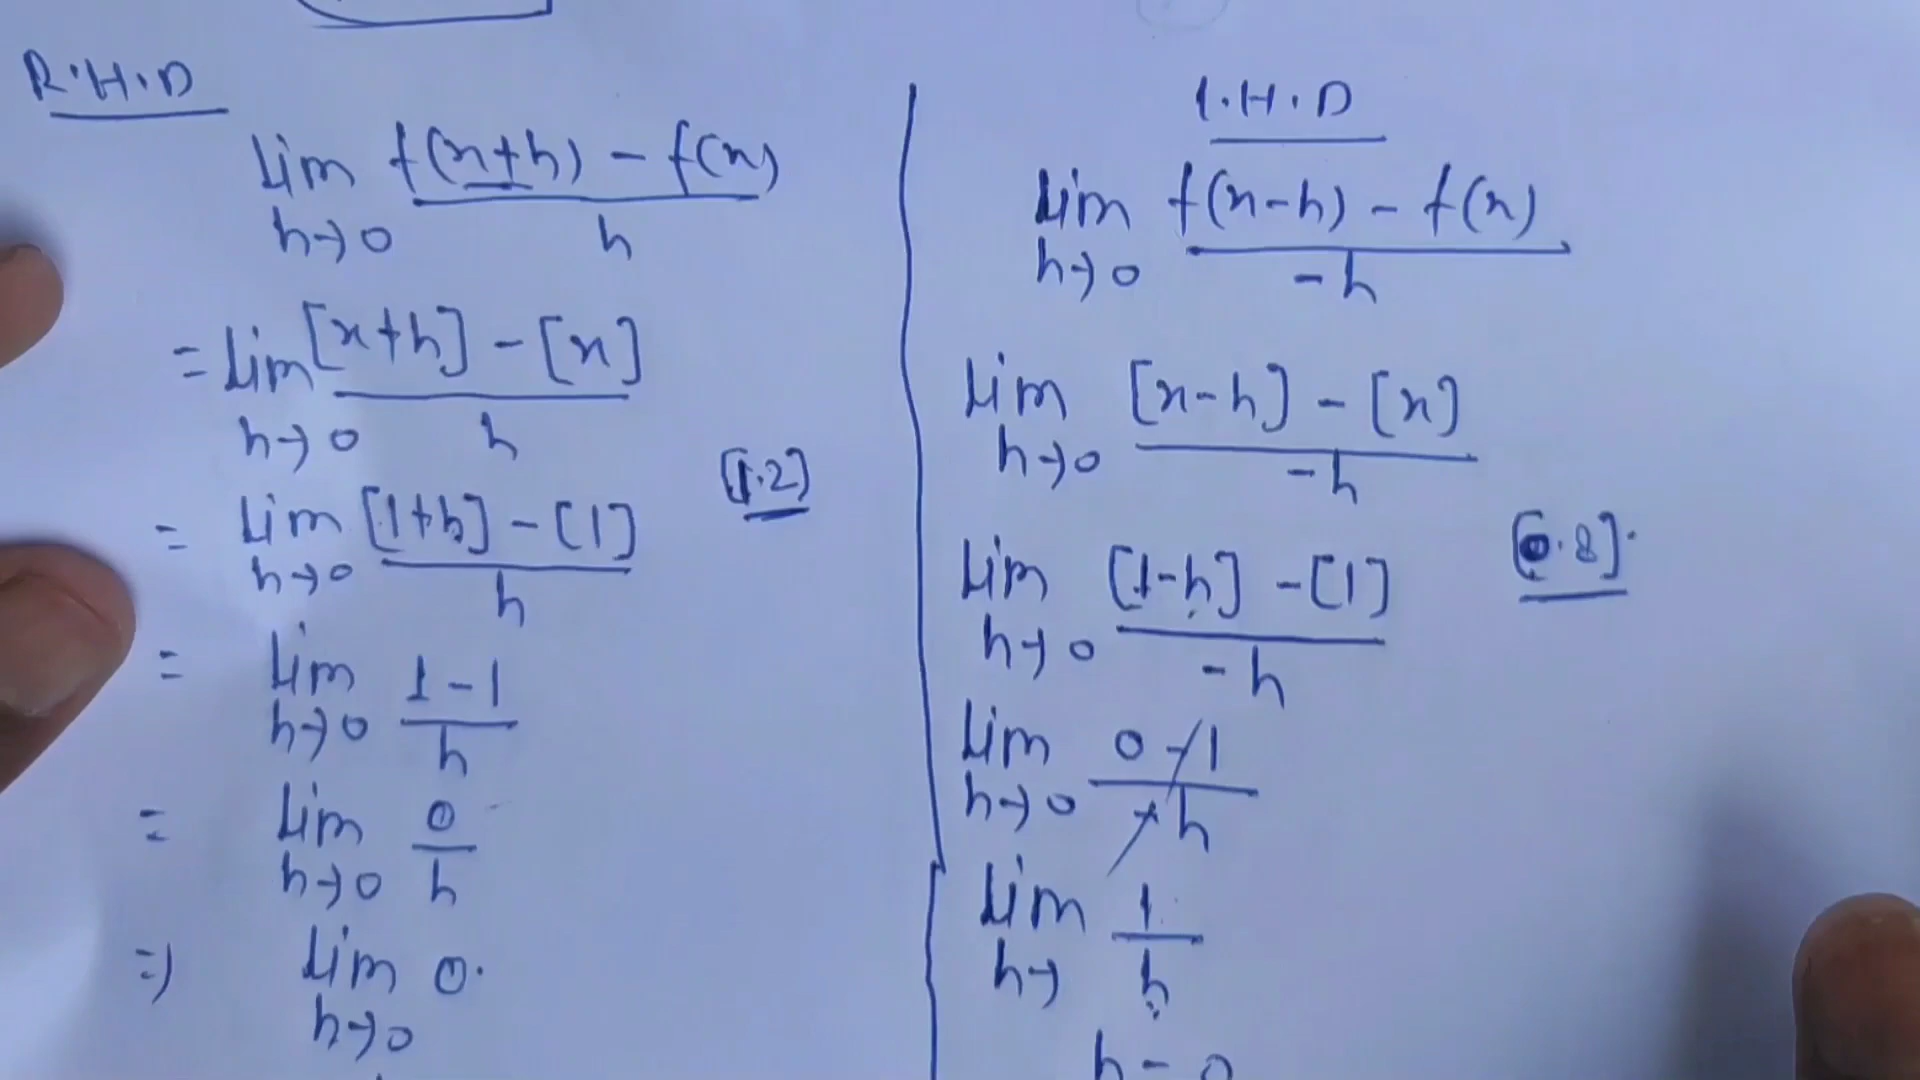 R.H.D
lim f(x+h) - f(x)
h→0 h
= lim [x+h] - [x]
h→0 h
= lim [1+h] - [1]
h→0 h
[1.2]
= lim 1-1
h→0 h
= lim 0
h→0 h
=) lim 0.
h→0
L.H.D
lim f(x-h) - f(x)
h→0 -h
lim [x-h] - [x]
h→0 -h
lim [1-h] - [1]
h→0 -h
[0.8].
lim 0-1
h→0 -h
lim 1
h→ h
h - 0